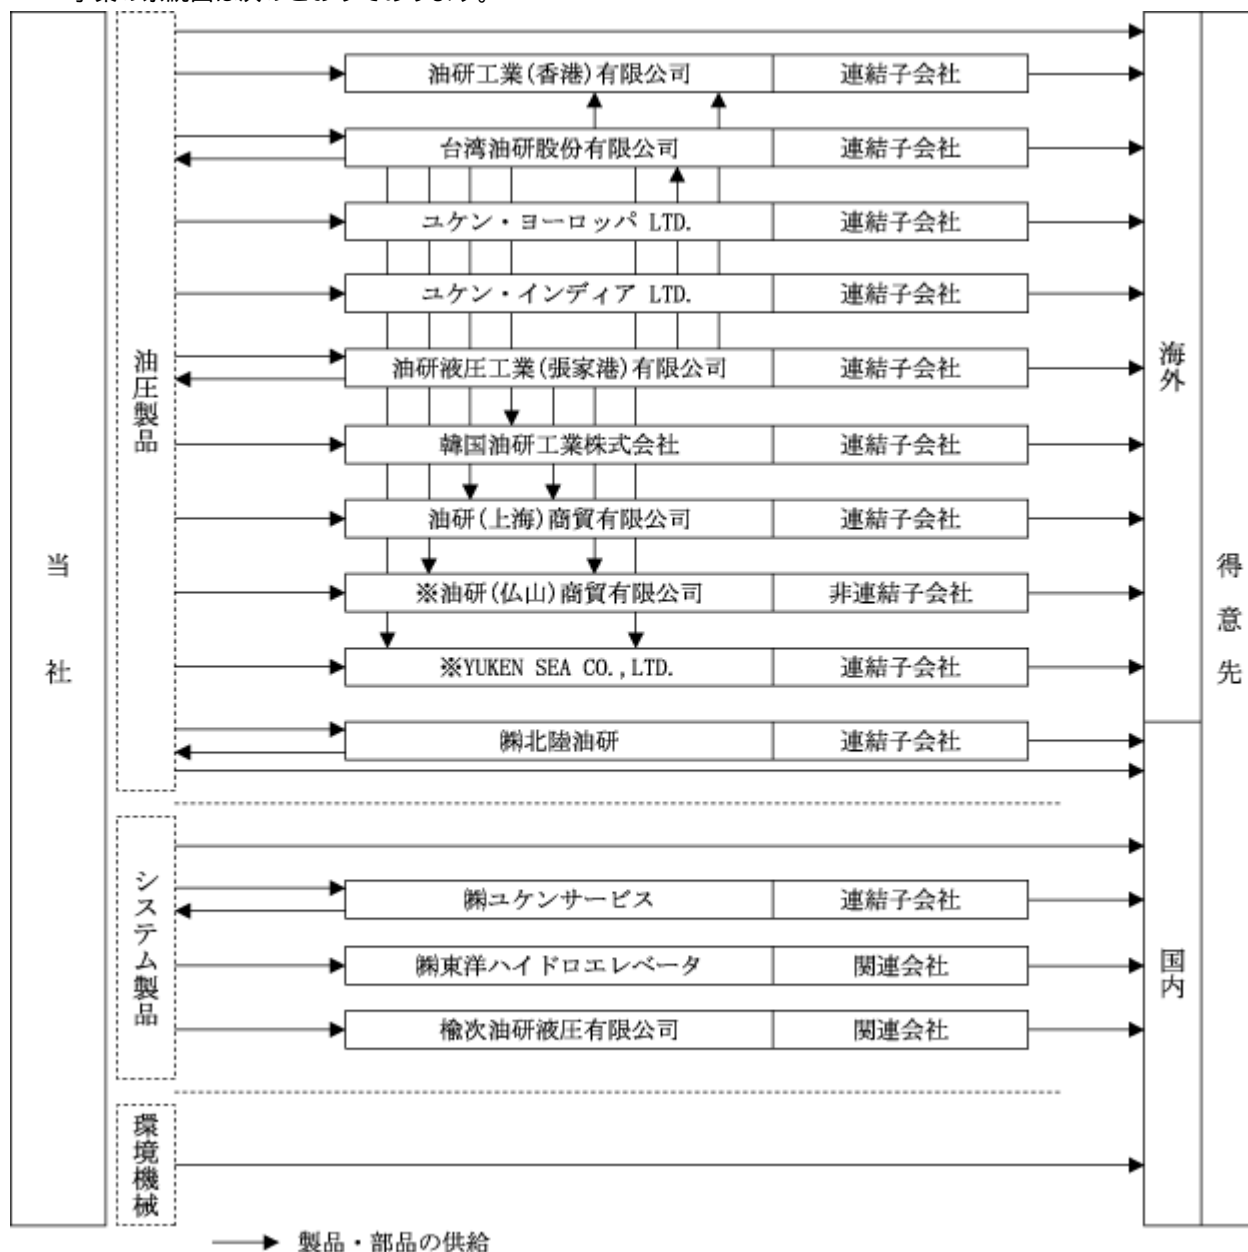 当社
油圧製品
油研工業(香港)有限公司 連結子会社
台湾油研股份有限公司 連結子会社
ユケン・ヨーロッパ LTD. 連結子会社
ユケン・インディア LTD. 連結子会社
油研液圧工業(張家港)有限公司 連結子会社
韓国油研工業株式会社 連結子会社
油研(上海)商貿有限公司 連結子会社
※油研(仏山)商貿有限公司 非連結子会社
※YUKEN SEA CO.,LTD. 連結子会社
㈱北陸油研 連結子会社
システム製品
㈱ユケンサービス 連結子会社
㈱東洋ハイドロエレベータ 関連会社
楡次油研液圧有限公司 関連会社
環境機械
海外
国内
得意先
製品・部品の供給